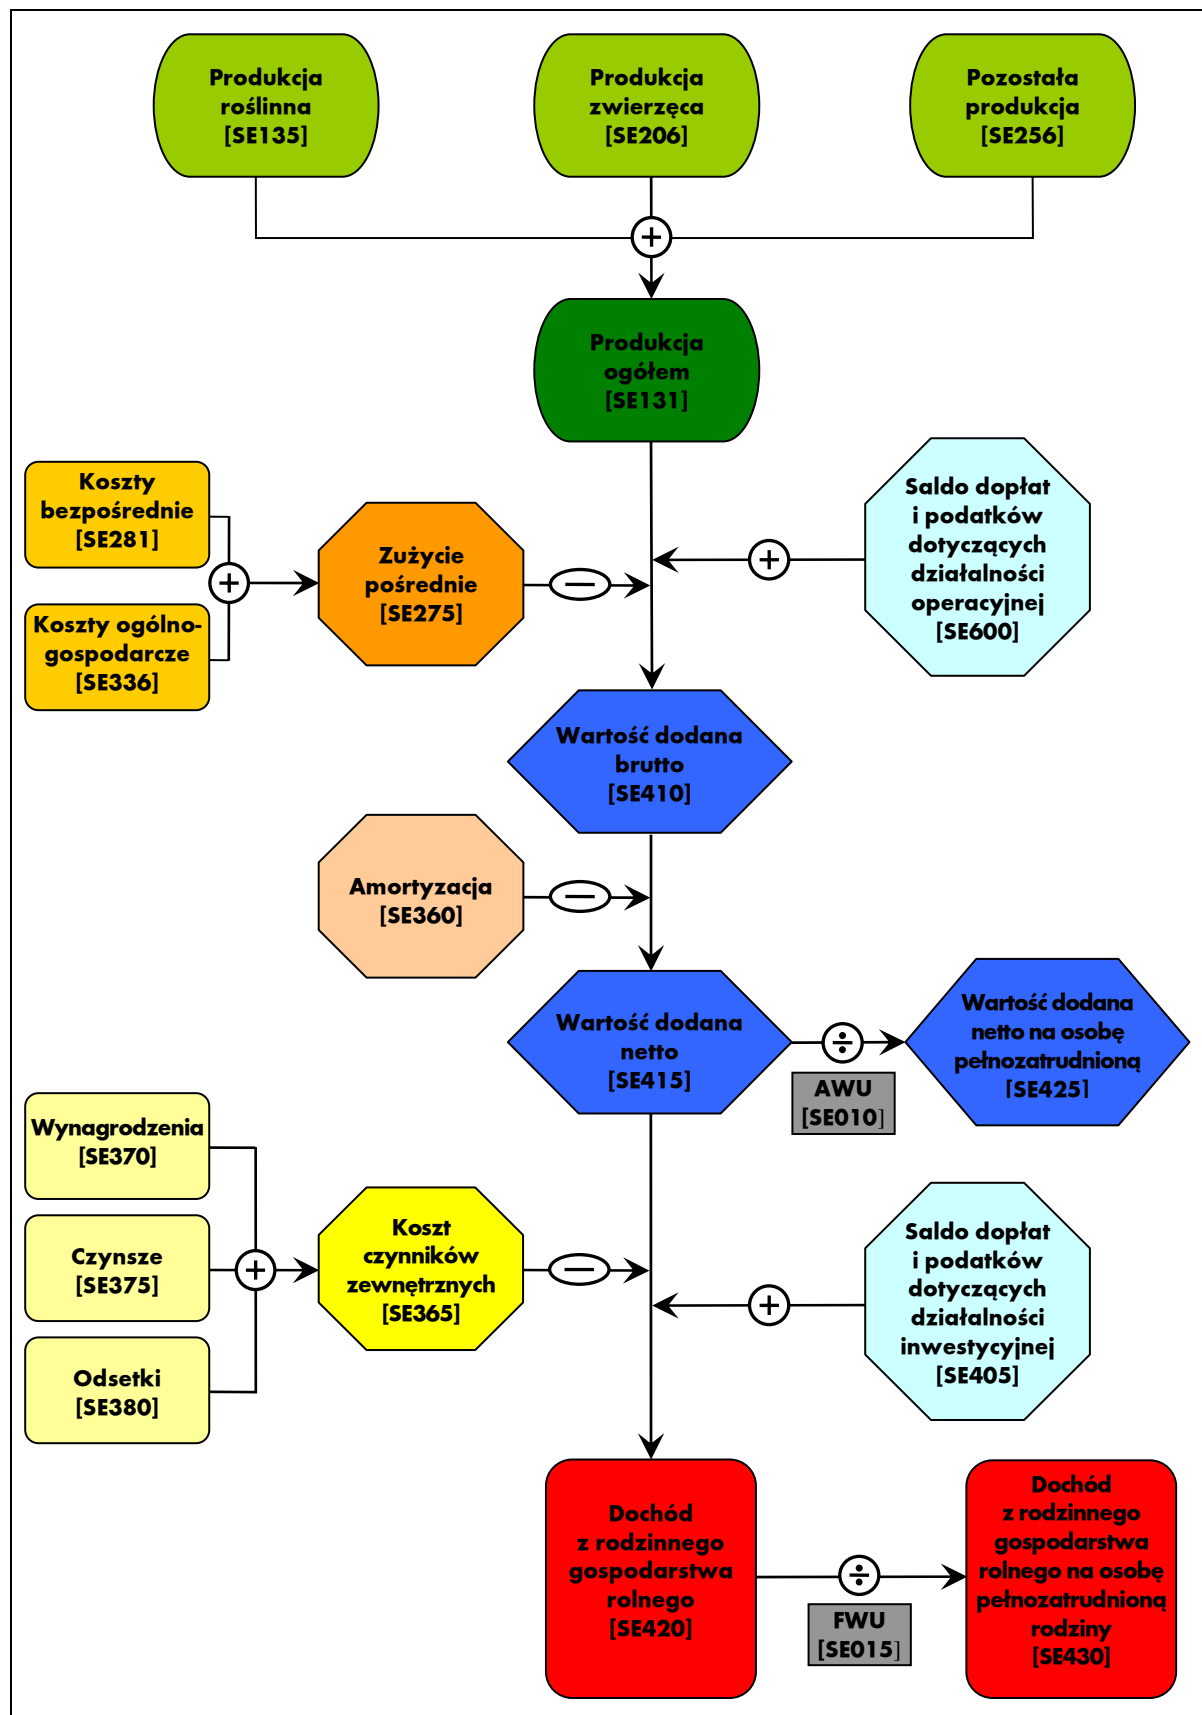 Produkcja
roślinna
[SE135]
Produkcja
zwierzęca
[SE206]
Pozostała
produkcja
[SE256]
+
Produkcja
ogółem
[SE131]
Koszty
bezpośrednie
[SE281]
Koszty ogólno-
gospodarcze
[SE336]
+
Zużycie
pośrednie
[SE275]
−
+
Saldo dopłat
i podatków
dotyczących
działalności
operacyjnej
[SE600]
Wartość dodana
brutto
[SE410]
Amortyzacja
[SE360]
−
Wartość dodana
netto
[SE415]
÷
AWU
[SE010]
Wartość dodana
netto na osobę
pełnozatrudnioną
[SE425]
Wynagrodzenia
[SE370]
Czynsze
[SE375]
Odsetki
[SE380]
+
Koszt
czynników
zewnętrznych
[SE365]
−
+
Saldo dopłat
i podatków
dotyczących
działalności
inwestycyjnej
[SE405]
Dochód
z rodzinnego
gospodarstwa
rolnego
[SE420]
÷
FWU
[SE015]
Dochód
z rodzinnego
gospodarstwa
rolnego na osobę
pełnozatrudnioną
rodziny
[SE430]